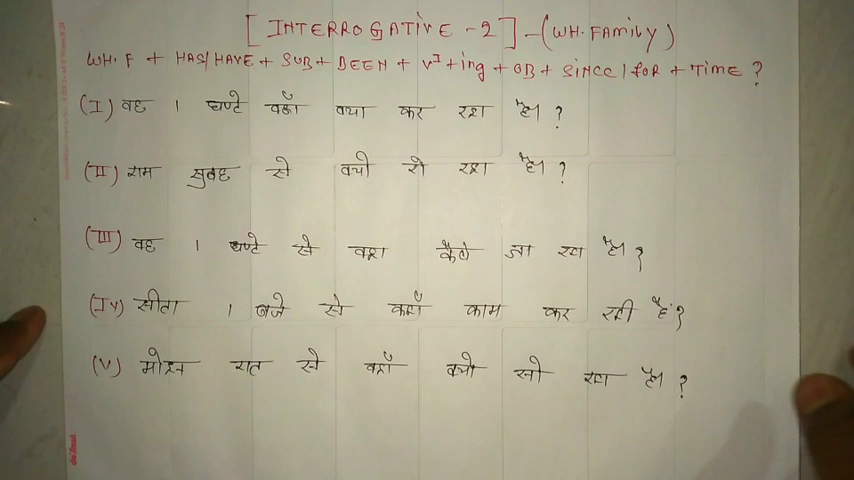 [ INTERROGATIVE - 2 ] - ( WH. FAMILY )
WH. F + HAS/HAVE + SUB + BEEN + VI + ing + OB + SINCE / FOR + TIME ?
(I) वह 1 घण्टे वहाँ क्या कर रहा है ?
(II) राम सुबह से क्यो रो रहा है ?
(III) वह 1 घण्टे से वहा कैसे जा रहा है ?
(IV) सीता 1 बजे से कहाँ काम कर रही है ?
(V) मोहन रात से वहाँ क्यो सो रहा है ?